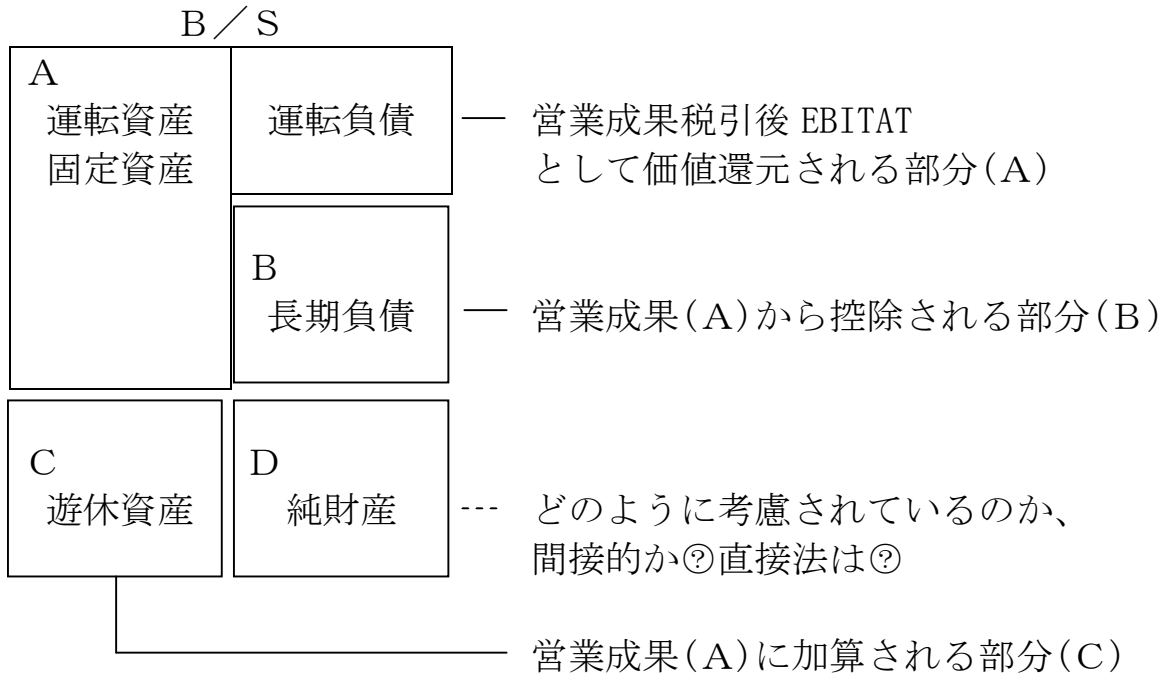 B／S
A
運転資産
固定資産
運転負債
― 営業成果税引後 EBITAT
として価値還元される部分(A)
B
長期負債
― 営業成果(A)から控除される部分(B)
C
遊休資産
D
純財産
--- どのように考慮されているのか、
間接的か?⃝直接法は?⃝
営業成果(A)に加算される部分(C)